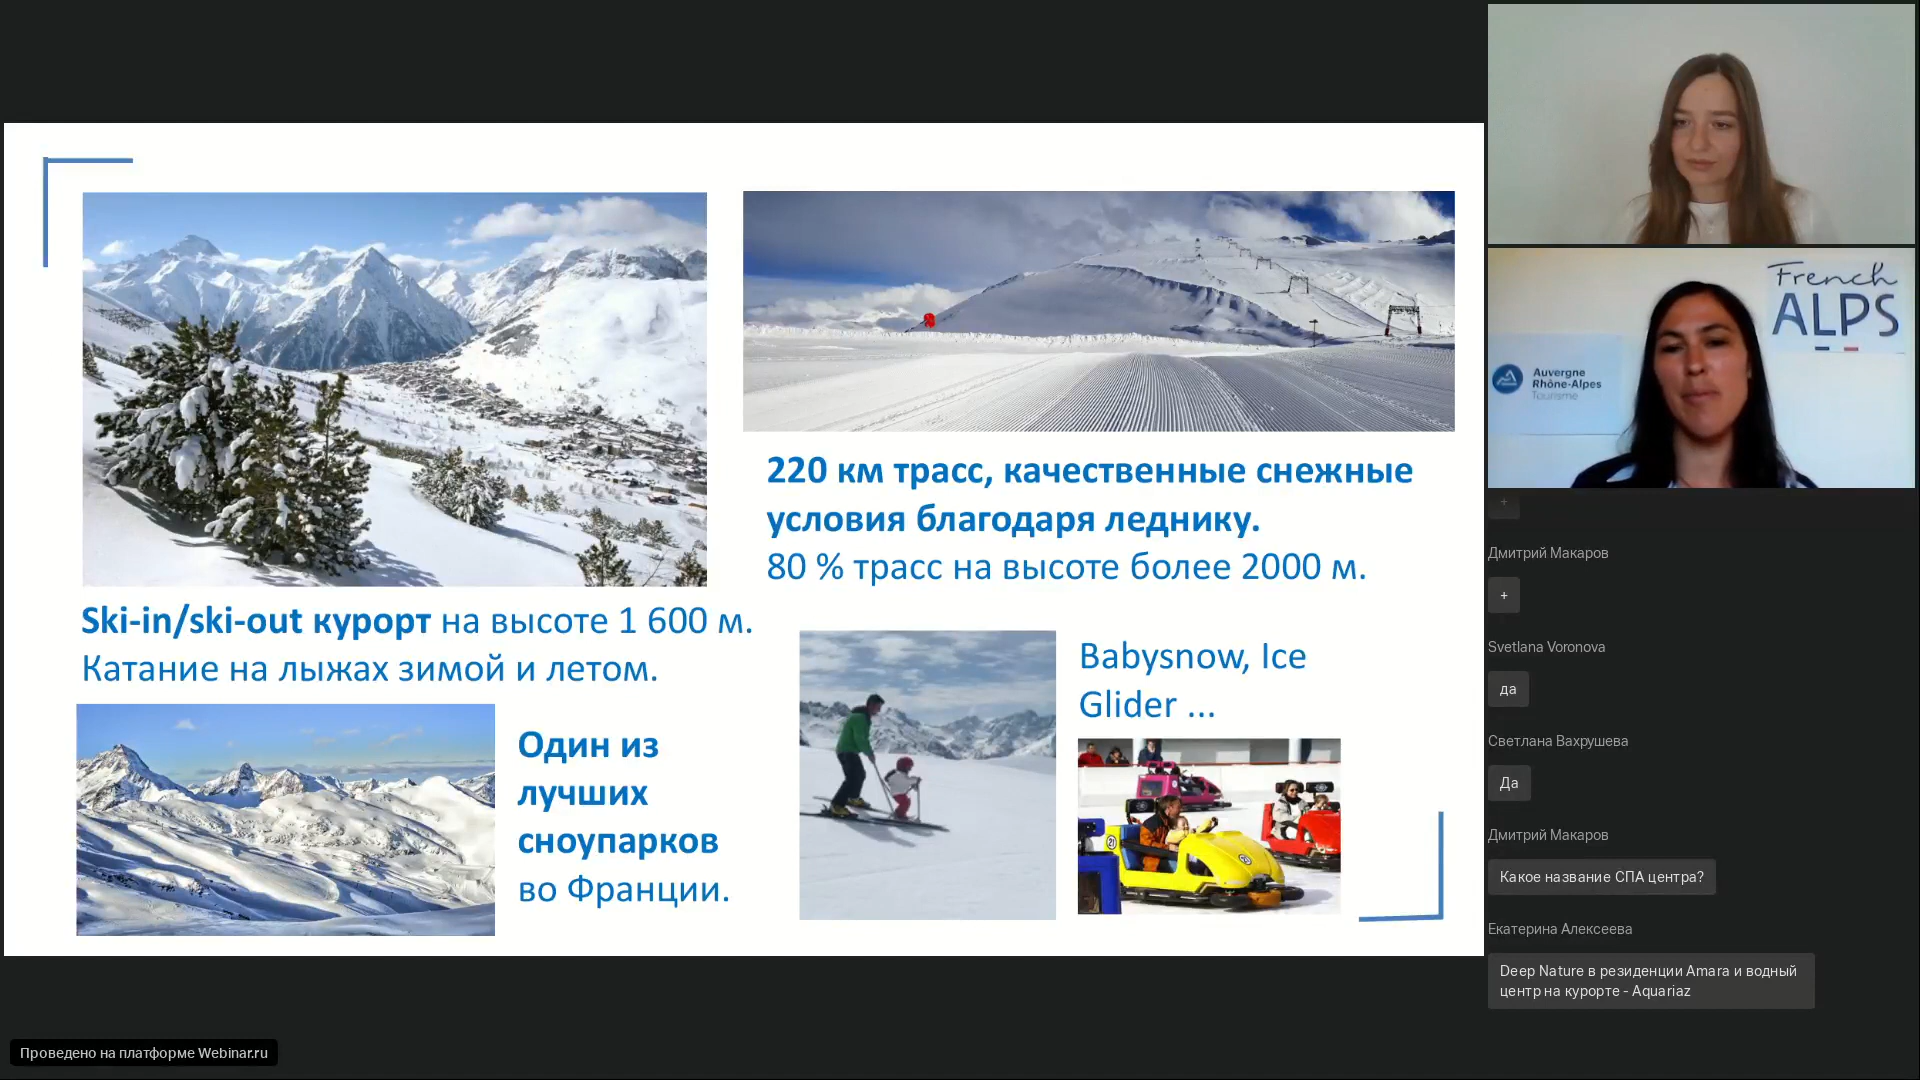 Ski-in/ski-out курорт на высоте 1 600 м.
Катание на лыжах зимой и летом.
220 км трасс, качественные снежные
условия благодаря леднику.
80 % трасс на высоте более 2000 м.
Один из
лучших
сноупарков
во Франции.
Babysnow, Ice
Glider ...
21
25
French
ALPS
Auvergne
Rhône-Alpes
Tourisme
+
Дмитрий Макаров
+
Svetlana Voronova
да
Светлана Вахрушева
Да
Дмитрий Макаров
Какое название СПА центра?
Екатерина Алексеева
Deep Nature в резиденции Amara и водный
центр на курорте - Aquariaz
Проведено на платформе Webinar.ru